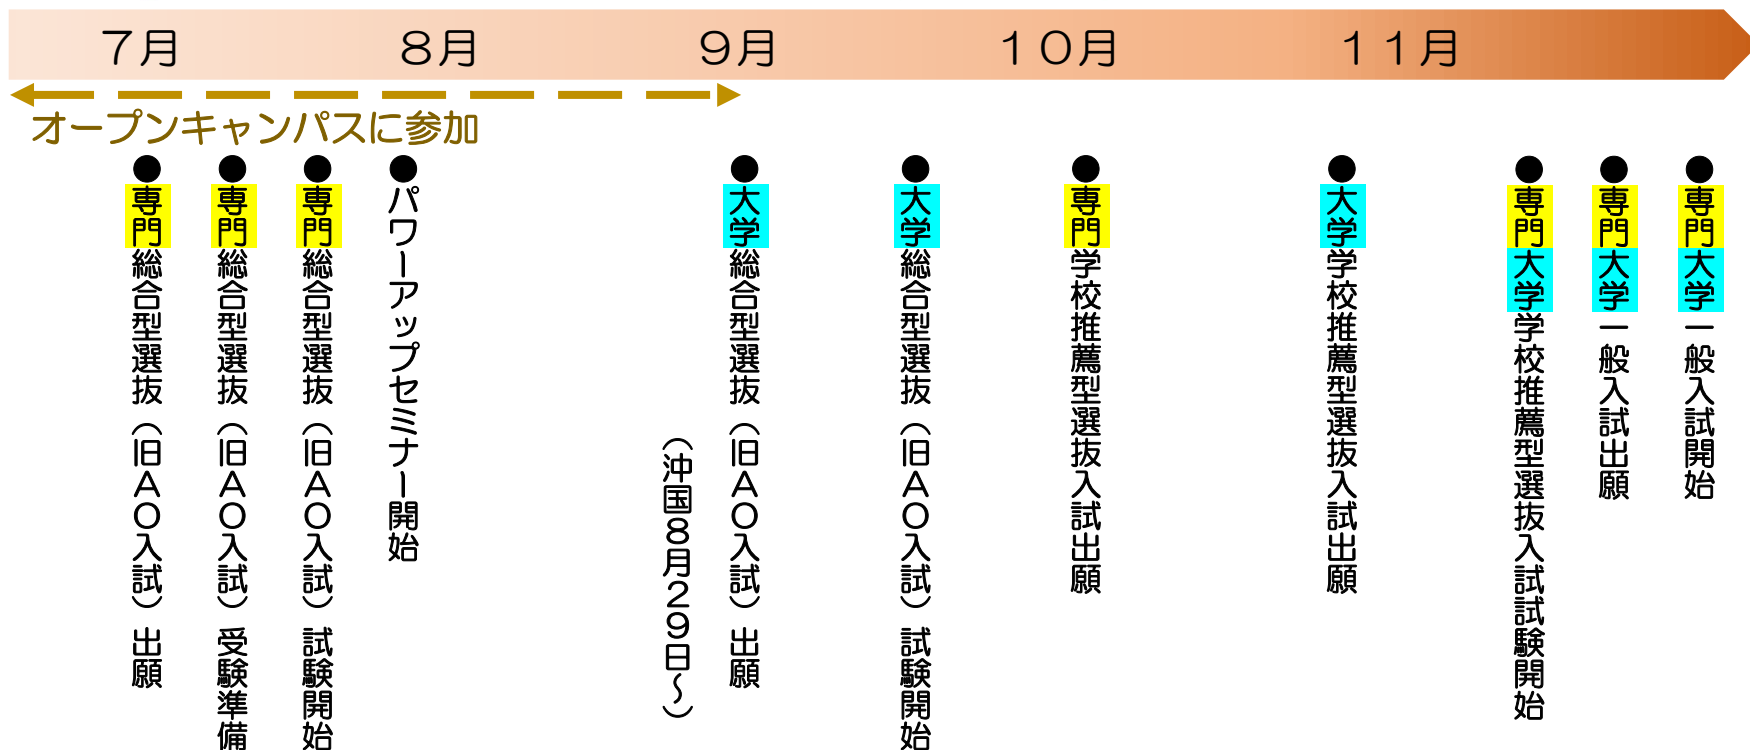 ７月
８月
９月
１０月
１１月
オープンキャンパスに参加
●専門総合型選抜（旧ＡＯ入試）出願
●専門総合型選抜（旧ＡＯ入試）受験準備
●専門総合型選抜（旧ＡＯ入試）試験開始
●パワーアップセミナー開始
（沖国８月２９日～）
●大学総合型選抜（旧ＡＯ入試）出願
●大学総合型選抜（旧ＡＯ入試）試験開始
●専門学校推薦型選抜入試出願
●大学学校推薦型選抜入試出願
●専門大学学校推薦型選抜入試試験開始
●専門大学一般入試出願
●専門大学一般入試開始